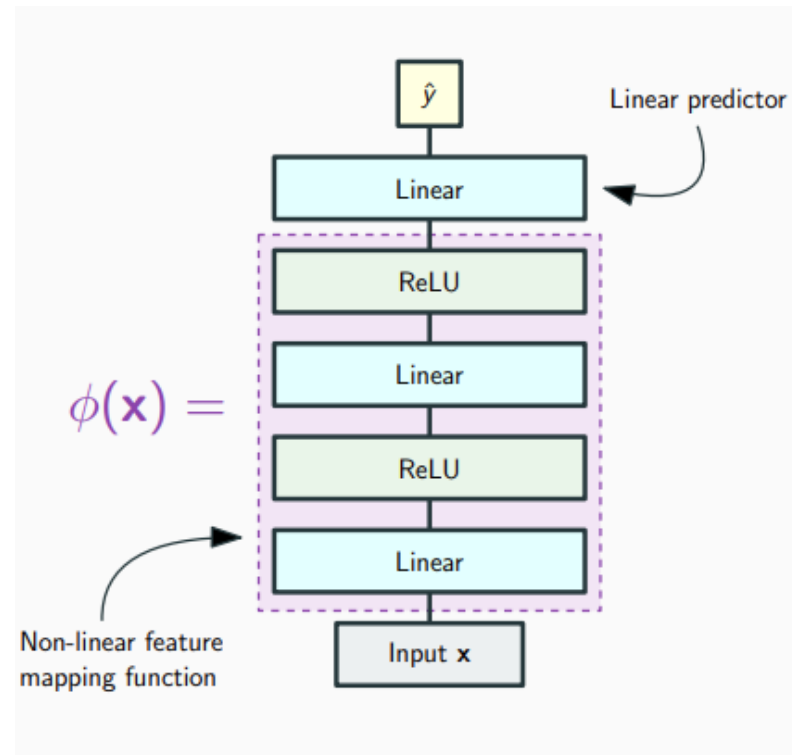 ŷ
Linear predictor
Linear
ReLU
Linear
ϕ(x) =
ReLU
Linear
Non-linear feature
mapping function
Input x